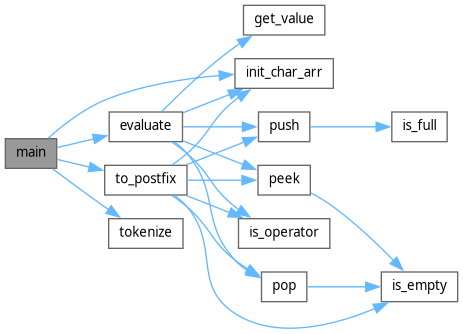 main
evaluate
to_postfix
tokenize
get_value
init_char_arr
push
peek
is_operator
pop
is_full
is_empty